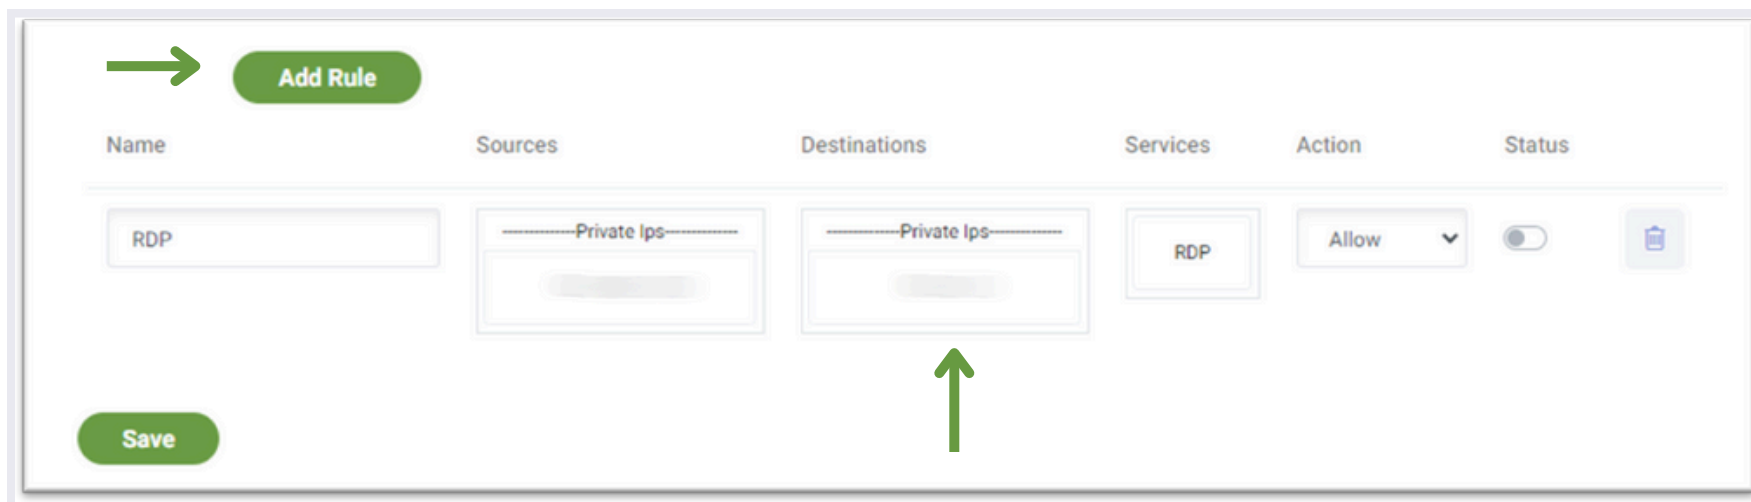 Add Rule
Name Sources Destinations Services Action Status
RDP -------------Private Ips------------- -------------Private Ips------------- RDP Allow
Save